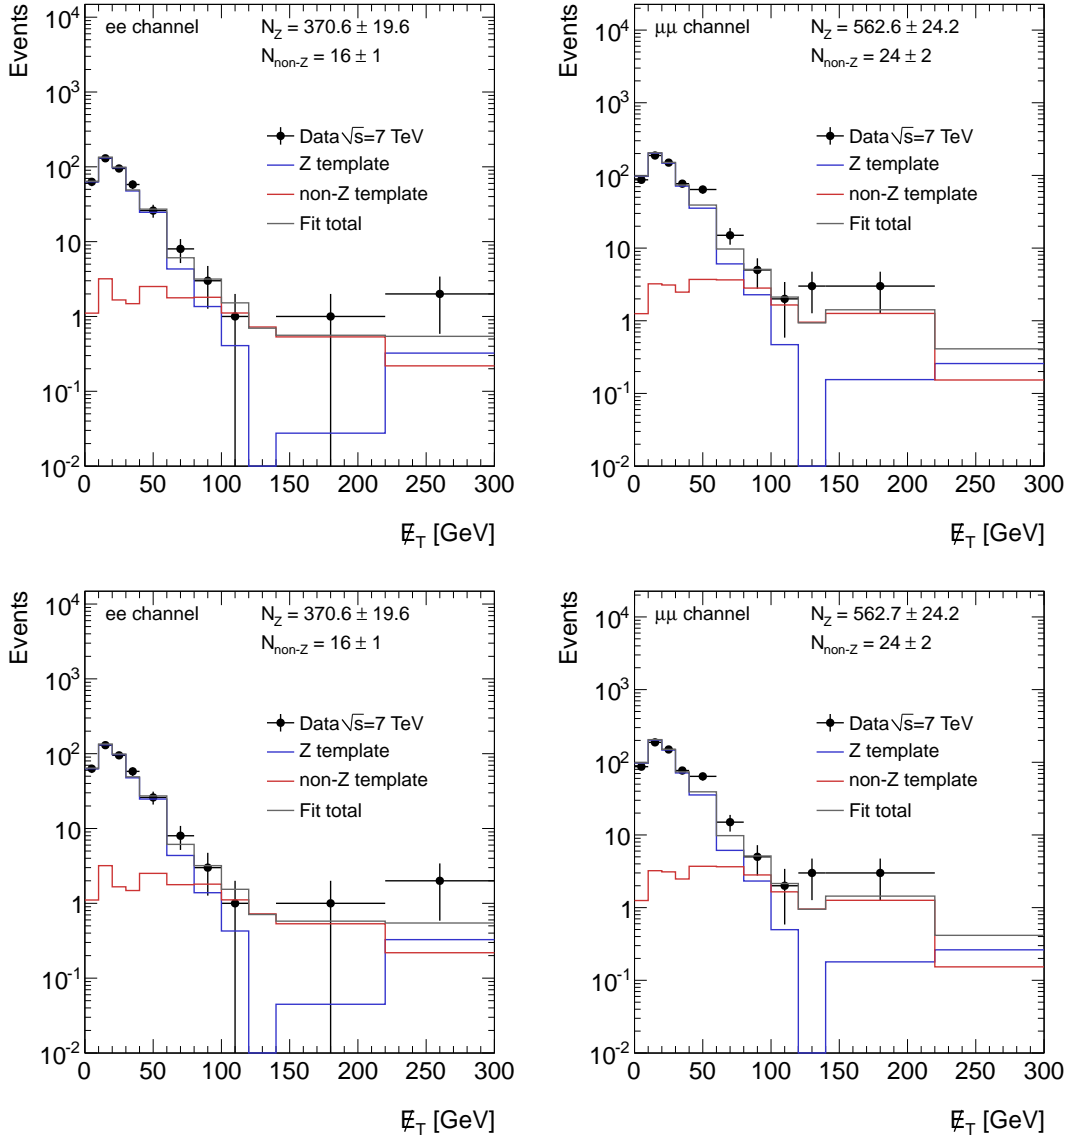 Events
ee channel
N_Z = 370.6 ± 19.6
N_non-Z = 16 ± 1
Data √s=7 TeV
Z template
non-Z template
Fit total
10^4
10^3
10^2
10
1
10^-1
10^-2
0 50 100 150 200 250 300
E̸_T [GeV]
Events
μμ channel
N_Z = 562.6 ± 24.2
N_non-Z = 24 ± 2
Data √s=7 TeV
Z template
non-Z template
Fit total
10^4
10^3
10^2
10
1
10^-1
10^-2
0 50 100 150 200 250 300
E̸_T [GeV]
Events
ee channel
N_Z = 370.6 ± 19.6
N_non-Z = 16 ± 1
Data √s=7 TeV
Z template
non-Z template
Fit total
10^4
10^3
10^2
10
1
10^-1
10^-2
0 50 100 150 200 250 300
E̸_T [GeV]
Events
μμ channel
N_Z = 562.7 ± 24.2
N_non-Z = 24 ± 2
Data √s=7 TeV
Z template
non-Z template
Fit total
10^4
10^3
10^2
10
1
10^-1
10^-2
0 50 100 150 200 250 300
E̸_T [GeV]